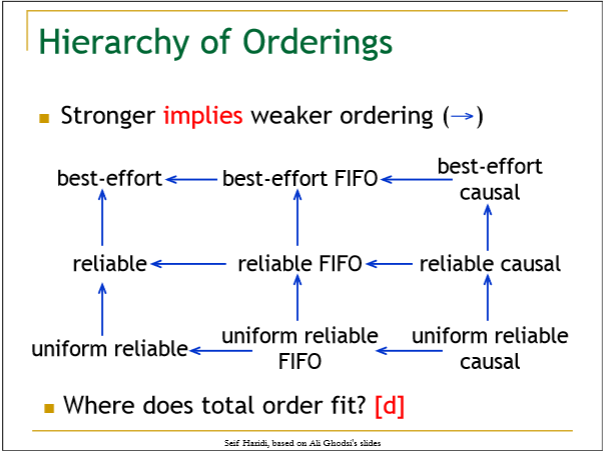 Hierarchy of Orderings
Stronger implies weaker ordering (→)
best-effort
best-effort FIFO
best-effort
causal
reliable
reliable FIFO
reliable causal
uniform reliable
uniform reliable
FIFO
uniform reliable
causal
Where does total order fit? [d]
Seif Haridi, based on Ali Ghodsi's slides